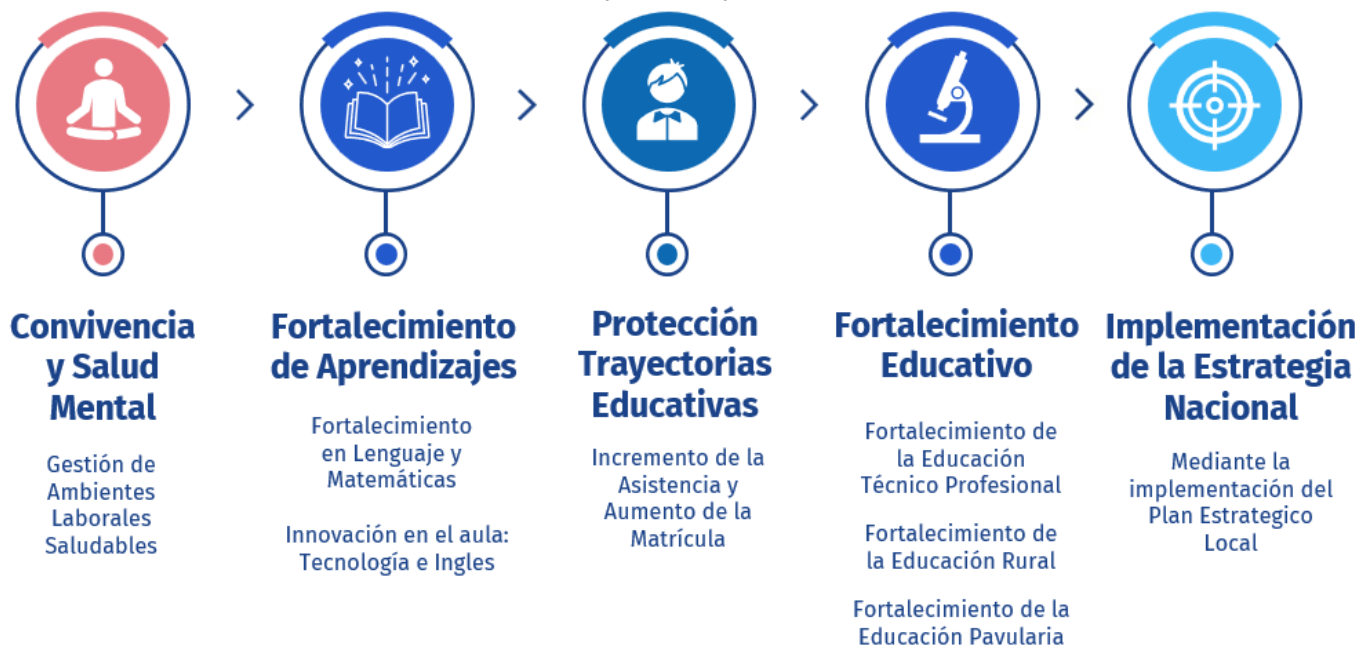 Convivencia
y Salud
Mental
Gestión de
Ambientes
Laborales
Saludables
Fortalecimiento
de Aprendizajes
Fortalecimiento
en Lenguaje y
Matemáticas
Innovación en el aula:
Tecnología e Ingles
Protección
Trayectorias
Educativas
Incremento de la
Asistencia y
Aumento de la
Matrícula
Fortalecimiento
Educativo
Fortalecimiento de
la Educación
Técnico Profesional
Fortalecimiento de
la Educación Rural
Fortalecimiento de la
Educación Pavularia
Implementación
de la Estrategia
Nacional
Mediante la
implementación del
Plan Estrategico
Local